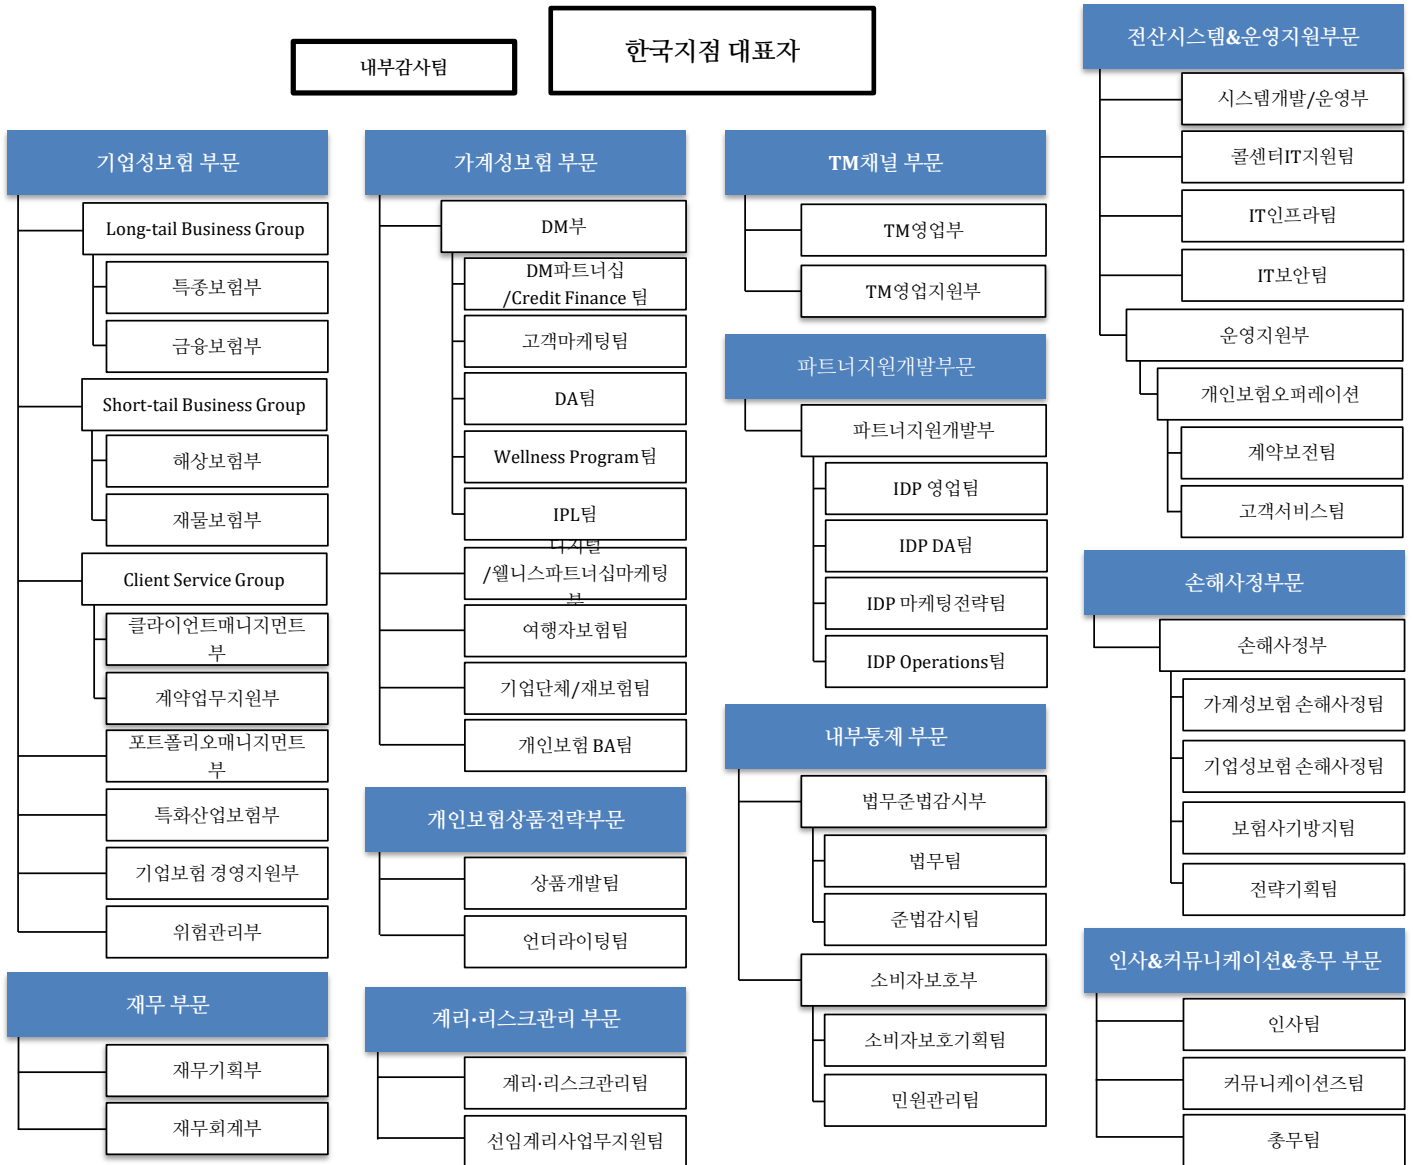 한국지점 대표자
내부감사팀
기업성보험 부문
Long-tail Business Group
특종보험부
금융보험부
Short-tail Business Group
해상보험부
재물보험부
Client Service Group
클라이언트매니지먼트
부
계약업무지원부
포트폴리오매니지먼트
부
특화산업보험부
기업보험 경영지원부
위험관리부
재무 부문
재무기획부
재무회계부
가계성보험 부문
DM부
DM파트너십
/Credit Finance 팀
고객마케팅팀
DA팀
Wellness Program팀
IPL팀
디지털
/웰니스파트너십마케팅
부
여행자보험팀
기업단체/재보험팀
개인보험 BA팀
개인보험상품전략부문
상품개발팀
언더라이팅팀
계리·리스크관리 부문
계리·리스크관리팀
선임계리사업무지원팀
TM채널 부문
TM영업부
TM영업지원부
파트너지원개발부문
파트너지원개발부
IDP 영업팀
IDP DA팀
IDP 마케팅전략팀
IDP Operations팀
내부통제 부문
법무준법감시부
법무팀
준법감시팀
소비자보호부
소비자보호기획팀
민원관리팀
전산시스템&운영지원부문
시스템개발/운영부
콜센터IT지원팀
IT인프라팀
IT보안팀
운영지원부
개인보험오퍼레이션
계약보전팀
고객서비스팀
손해사정부문
손해사정부
가계성보험 손해사정팀
기업성보험 손해사정팀
보험사기방지팀
전략기획팀
인사&커뮤니케이션&총무 부문
인사팀
커뮤니케이션즈팀
총무팀